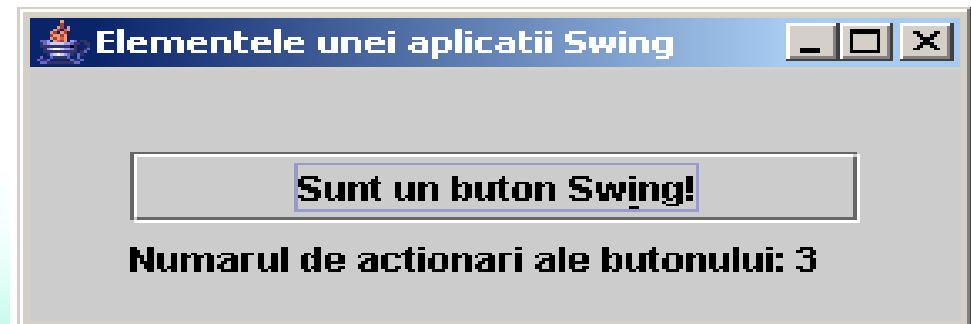 Elementele unei aplicatii Swing
Sunt un buton Swing!
Numarul de actionari ale butonului: 3